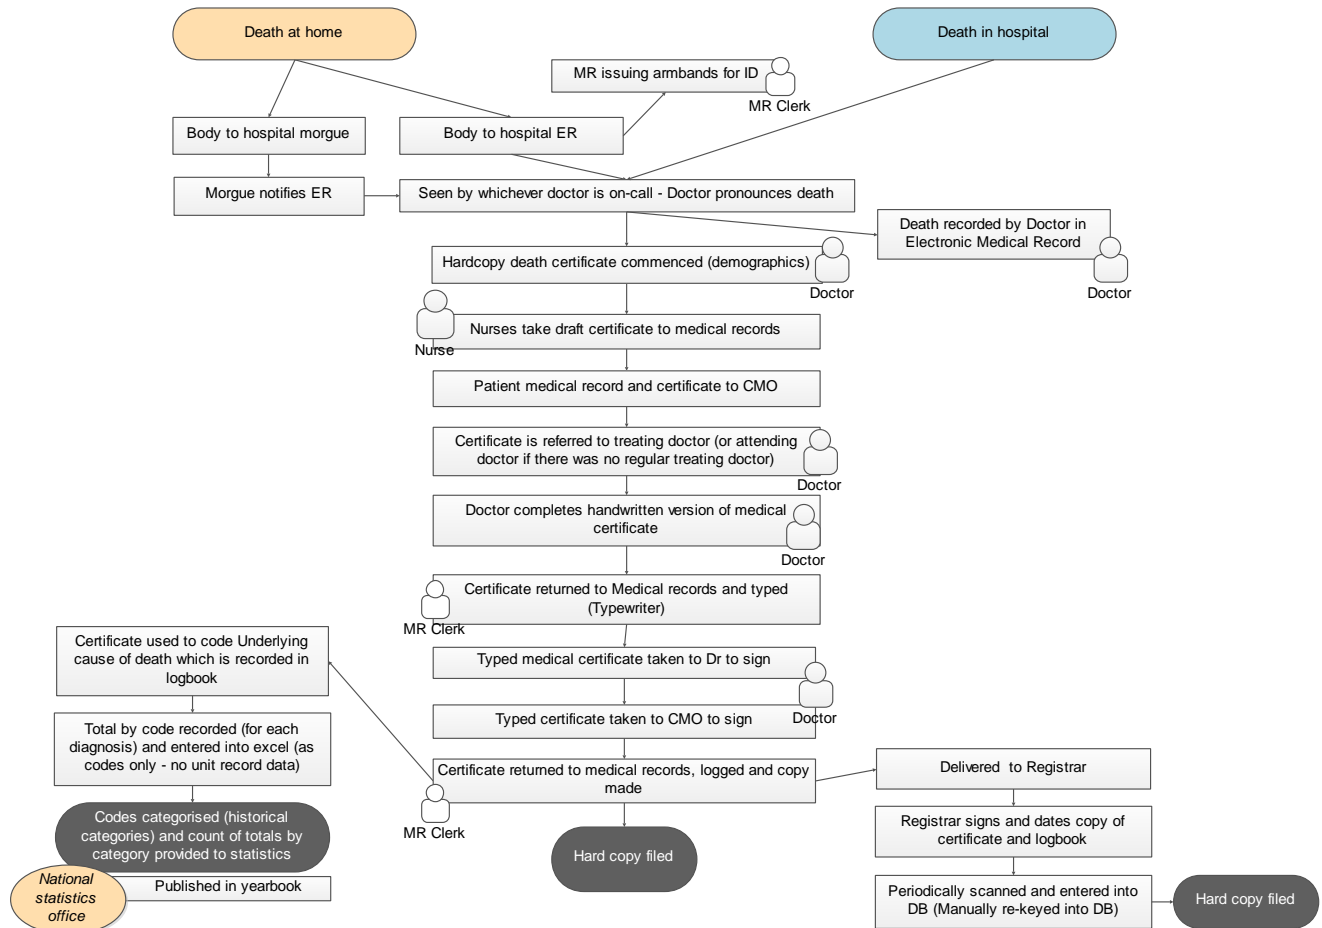 Death at home
Death in hospital
MR issuing armbands for ID
MR Clerk
Body to hospital morgue
Body to hospital ER
Morgue notifies ER
Seen by whichever doctor is on-call - Doctor pronounces death
Death recorded by Doctor in
Electronic Medical Record
Doctor
Hardcopy death certificate commenced (demographics)
Doctor
Nurses take draft certificate to medical records
Nurse
Patient medical record and certificate to CMO
Certificate is referred to treating doctor (or attending
doctor if there was no regular treating doctor)
Doctor
Doctor completes handwritten version of medical
certificate
Doctor
Certificate returned to Medical records and typed
(Typewriter)
MR Clerk
Typed medical certificate taken to Dr to sign
Doctor
Typed certificate taken to CMO to sign
Certificate returned to medical records, logged and copy
made
MR Clerk
Hard copy filed
Certificate used to code Underlying
cause of death which is recorded in
logbook
Total by code recorded (for each
diagnosis) and entered into excel (as
codes only - no unit record data)
Codes categorised (historical
categories) and count of totals by
category provided to statistics
National
statistics
office
Published in yearbook
Delivered to Registrar
Registrar signs and dates copy of
certificate and logbook
Periodically scanned and entered into
DB (Manually re-keyed into DB)
Hard copy filed